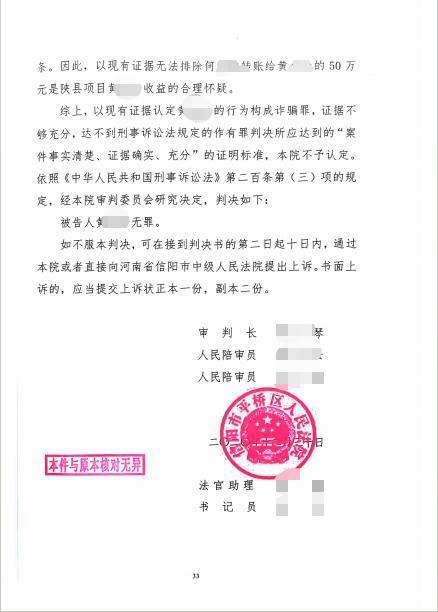 条。因此，以现有证据无法排除何 转账给黄 的 50 万
元是陕县项目黄 收益的合理怀疑。
综上，以现有证据认定黄 的行为构成诈骗罪，证据不
够充分，达不到刑事诉讼法规定的作有罪判决所应达到的“案
件事实清楚、证据确实、充分”的证明标准，本院不予认定。
依照《中华人民共和国刑事诉讼法》第二百条第（三）项的规
定，经本院审判委员会研究决定，判决如下：
被告人黄 无罪。
如不服本判决，可在接到判决书的第二日起十日内，通过
本院或者直接向河南省信阳市中级人民法院提出上诉。书面上
诉的，应当提交上诉状正本一份，副本二份。
审 判 长 琴
人民陪审员
人民陪审员
信阳市平桥区人民法院
二〇 日
本件与原本核对无异
法官助理
书 记 员
33